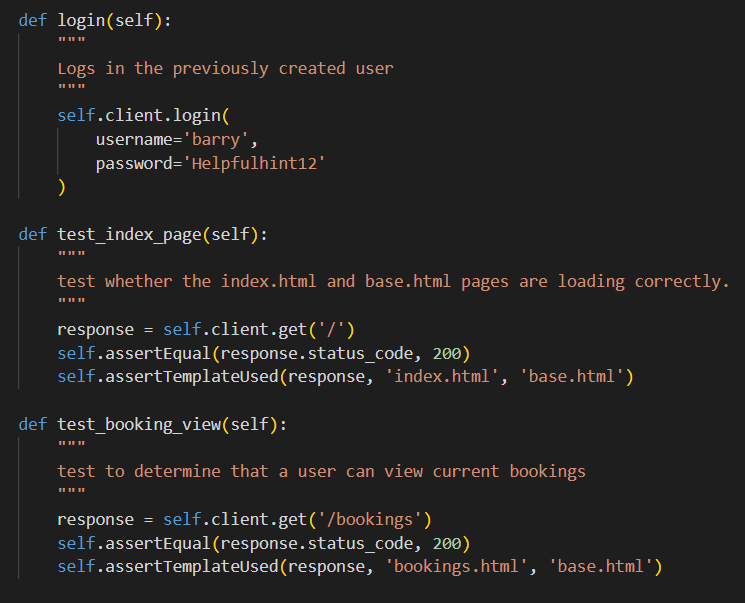 def login(self):
    """
    Logs in the previously created user
    """
    self.client.login(
        username='barry',
        password='Helpfulhint12'
    )

def test_index_page(self):
    """
    test whether the index.html and base.html pages are loading correctly.
    """
    response = self.client.get('/')
    self.assertEqual(response.status_code, 200)
    self.assertTemplateUsed(response, 'index.html', 'base.html')

def test_booking_view(self):
    """
    test to determine that a user can view current bookings
    """
    response = self.client.get('/bookings')
    self.assertEqual(response.status_code, 200)
    self.assertTemplateUsed(response, 'bookings.html', 'base.html')